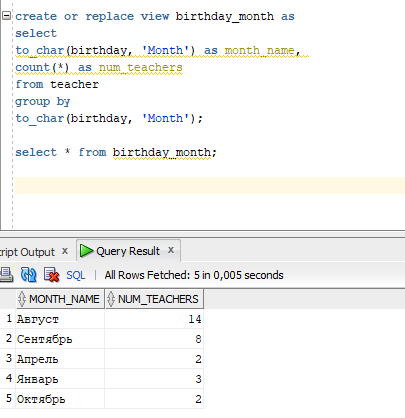 create or replace view birthday_month as
select
to_char(birthday, 'Month') as month_name,
count(*) as num_teachers
from teacher
group by
to_char(birthday, 'Month');
select * from birthday_month;
cript Output x Query Result x
SQL | All Rows Fetched: 5 in 0,005 seconds
MONTH_NAME NUM_TEACHERS
1 Август 14
2 Сентябрь 8
3 Апрель 2
4 Январь 3
5 Октябрь 2